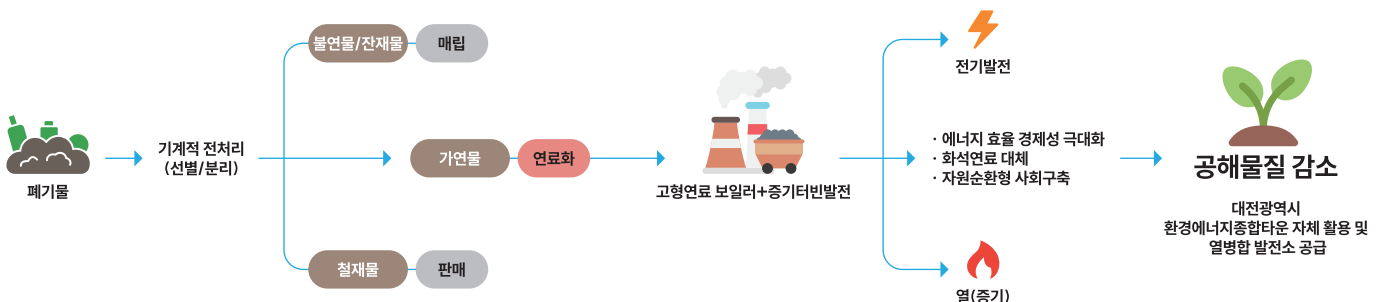 폐기물
기계적 전처리
(선별/분리)
불연물/잔재물
매립
가연물
연료화
철재물
판매
고형연료 보일러+증기터빈발전
전기발전
· 에너지 효율 경제성 극대화
· 화석연료 대체
· 자원순환형 사회구축
열(증기)
공해물질 감소
대전광역시
환경에너지종합타운 자체 활용 및
열병합 발전소 공급